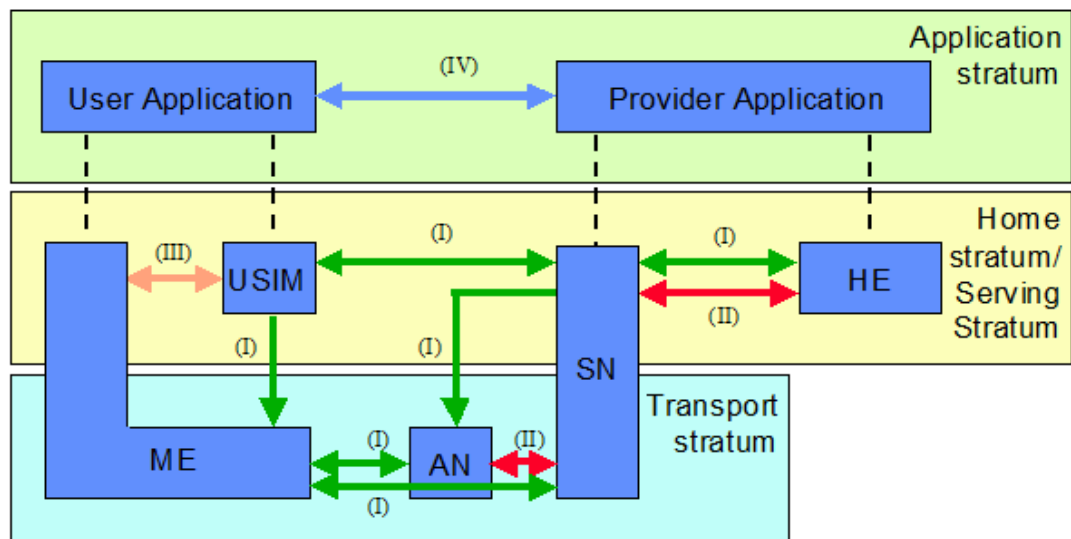 Application
stratum
(IV)
User Application
Provider Application
Home
stratum/
Serving
Stratum
(III)
USIM
(I)
(I)
HE
(II)
(I)
(I)
SN
Transport
stratum
ME
(I)
AN
(II)
(I)